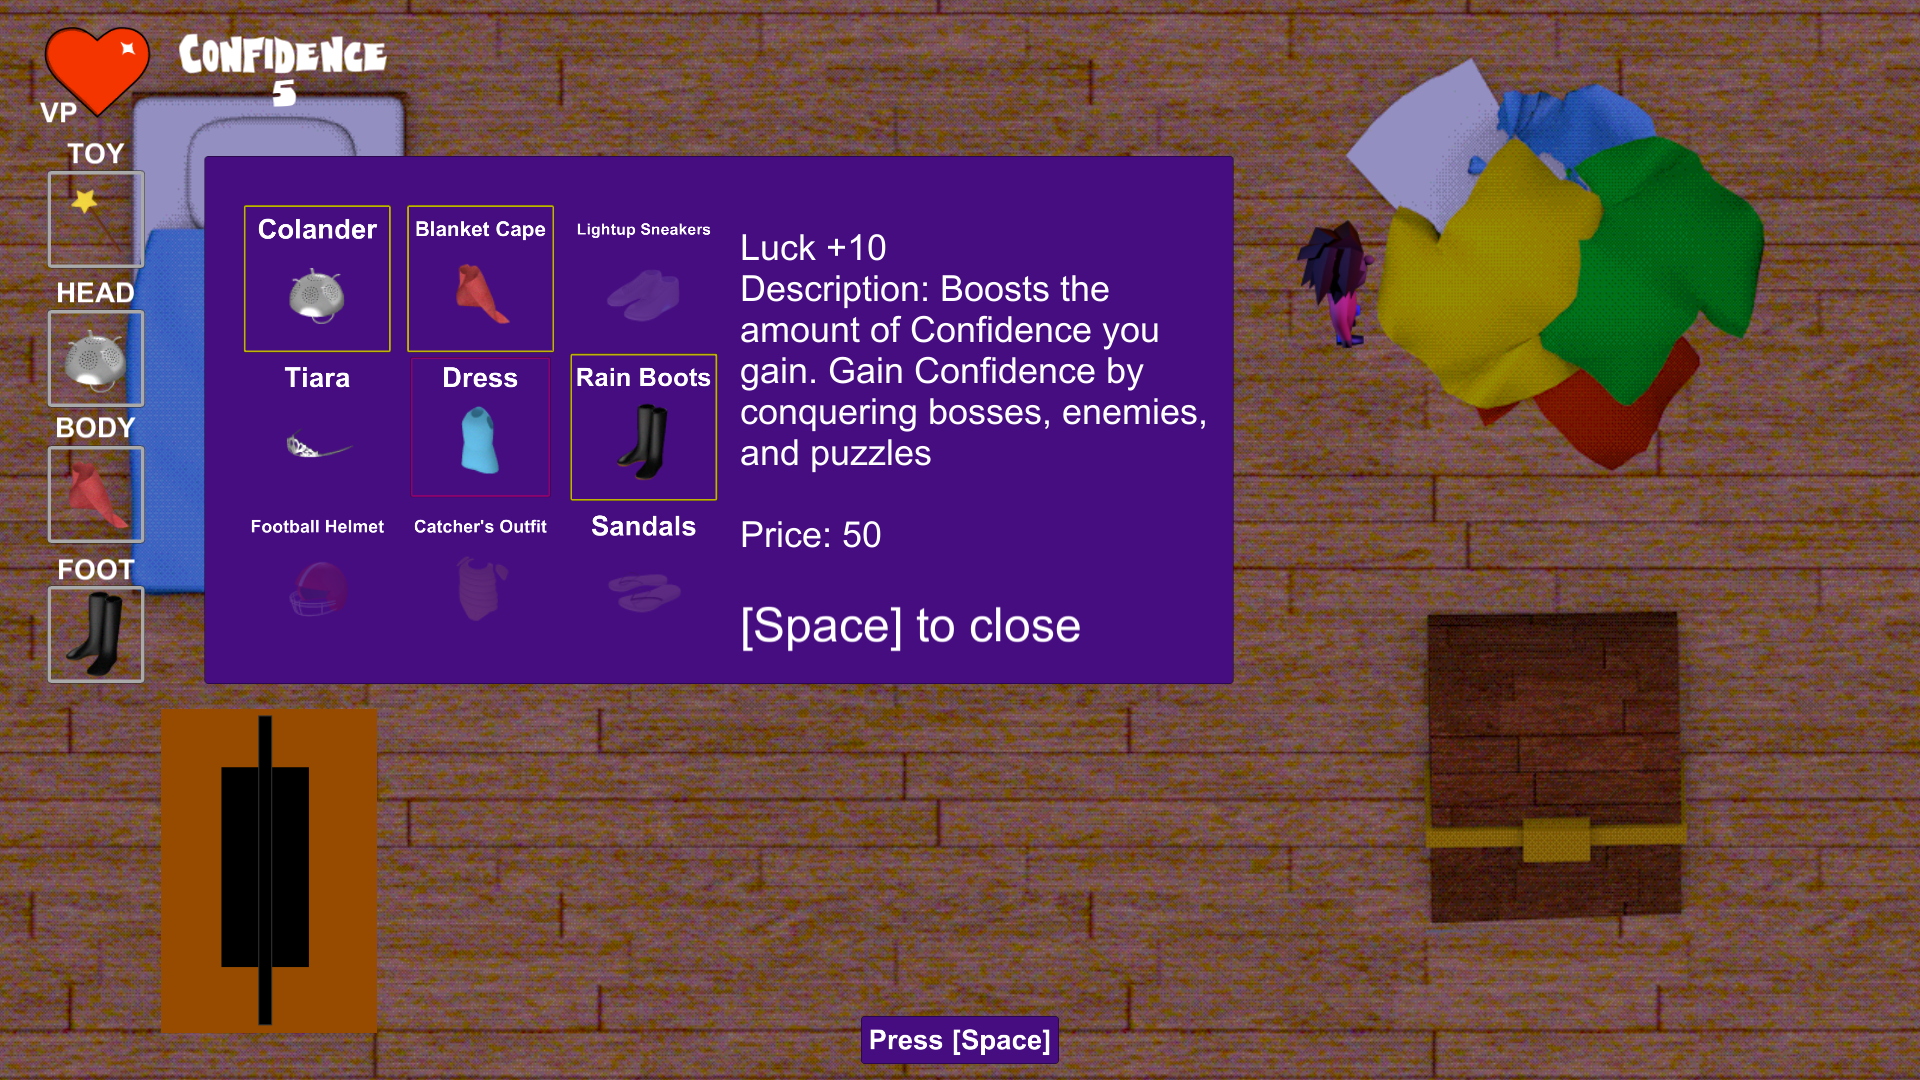 CONFIDENCE
5
VP
TOY
HEAD
BODY
FOOT
Colander
Blanket Cape
Lightup Sneakers
Tiara
Dress
Rain Boots
Football Helmet
Catcher's Outfit
Sandals
Luck +10
Description: Boosts the
amount of Confidence you
gain. Gain Confidence by
conquering bosses, enemies,
and puzzles
Price: 50
[Space] to close
Press [Space]